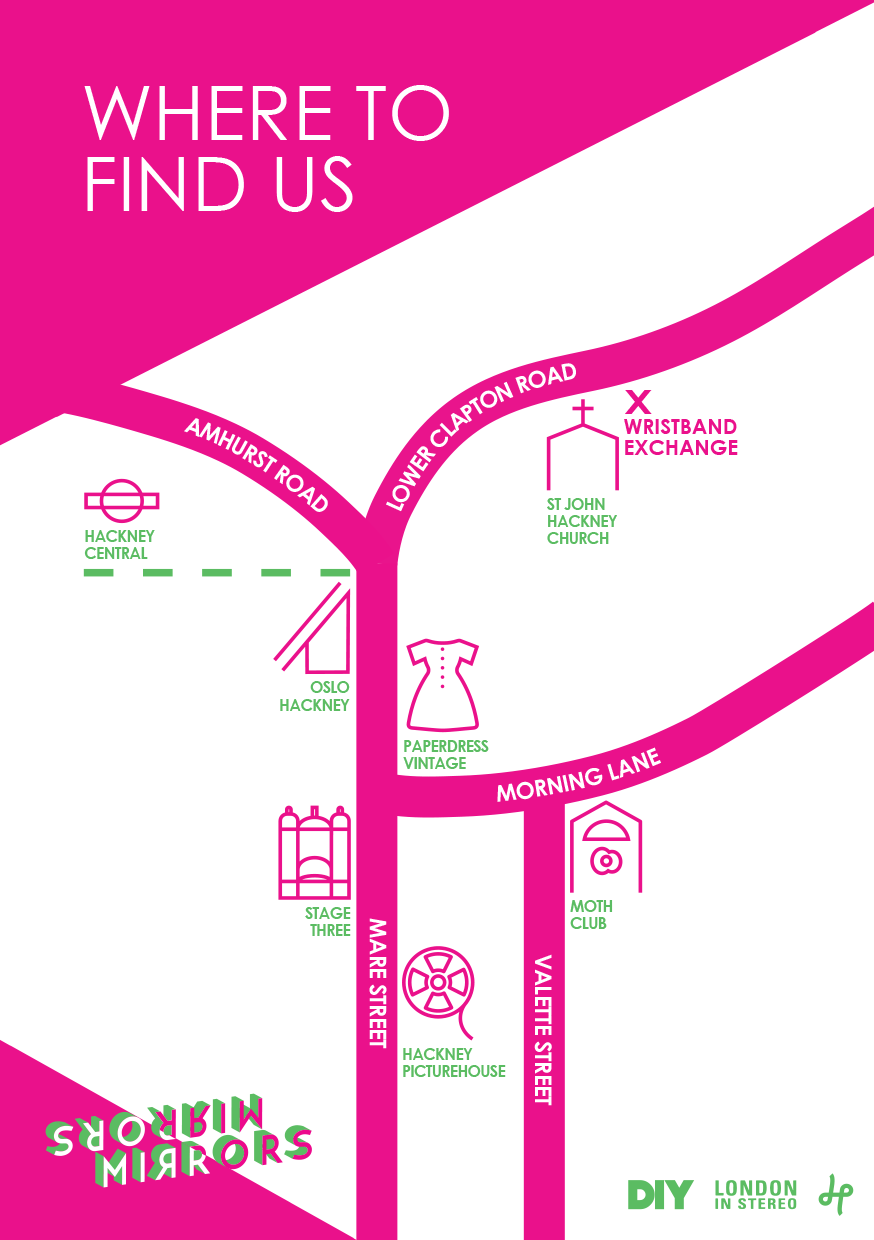 WHERE TO
FIND US
AMHURST ROAD
LOWER CLAPTON ROAD
X
WRISTBAND
EXCHANGE
HACKNEY
CENTRAL
ST JOHN
HACKNEY
CHURCH
OSLO
HACKNEY
PAPERDRESS
VINTAGE
MORNING LANE
STAGE
THREE
MOTH
CLUB
MARE STREET
VALETTE STREET
HACKNEY
PICTUREHOUSE
MIRRORS
MIRRORS
DIY
LONDON
IN STEREO